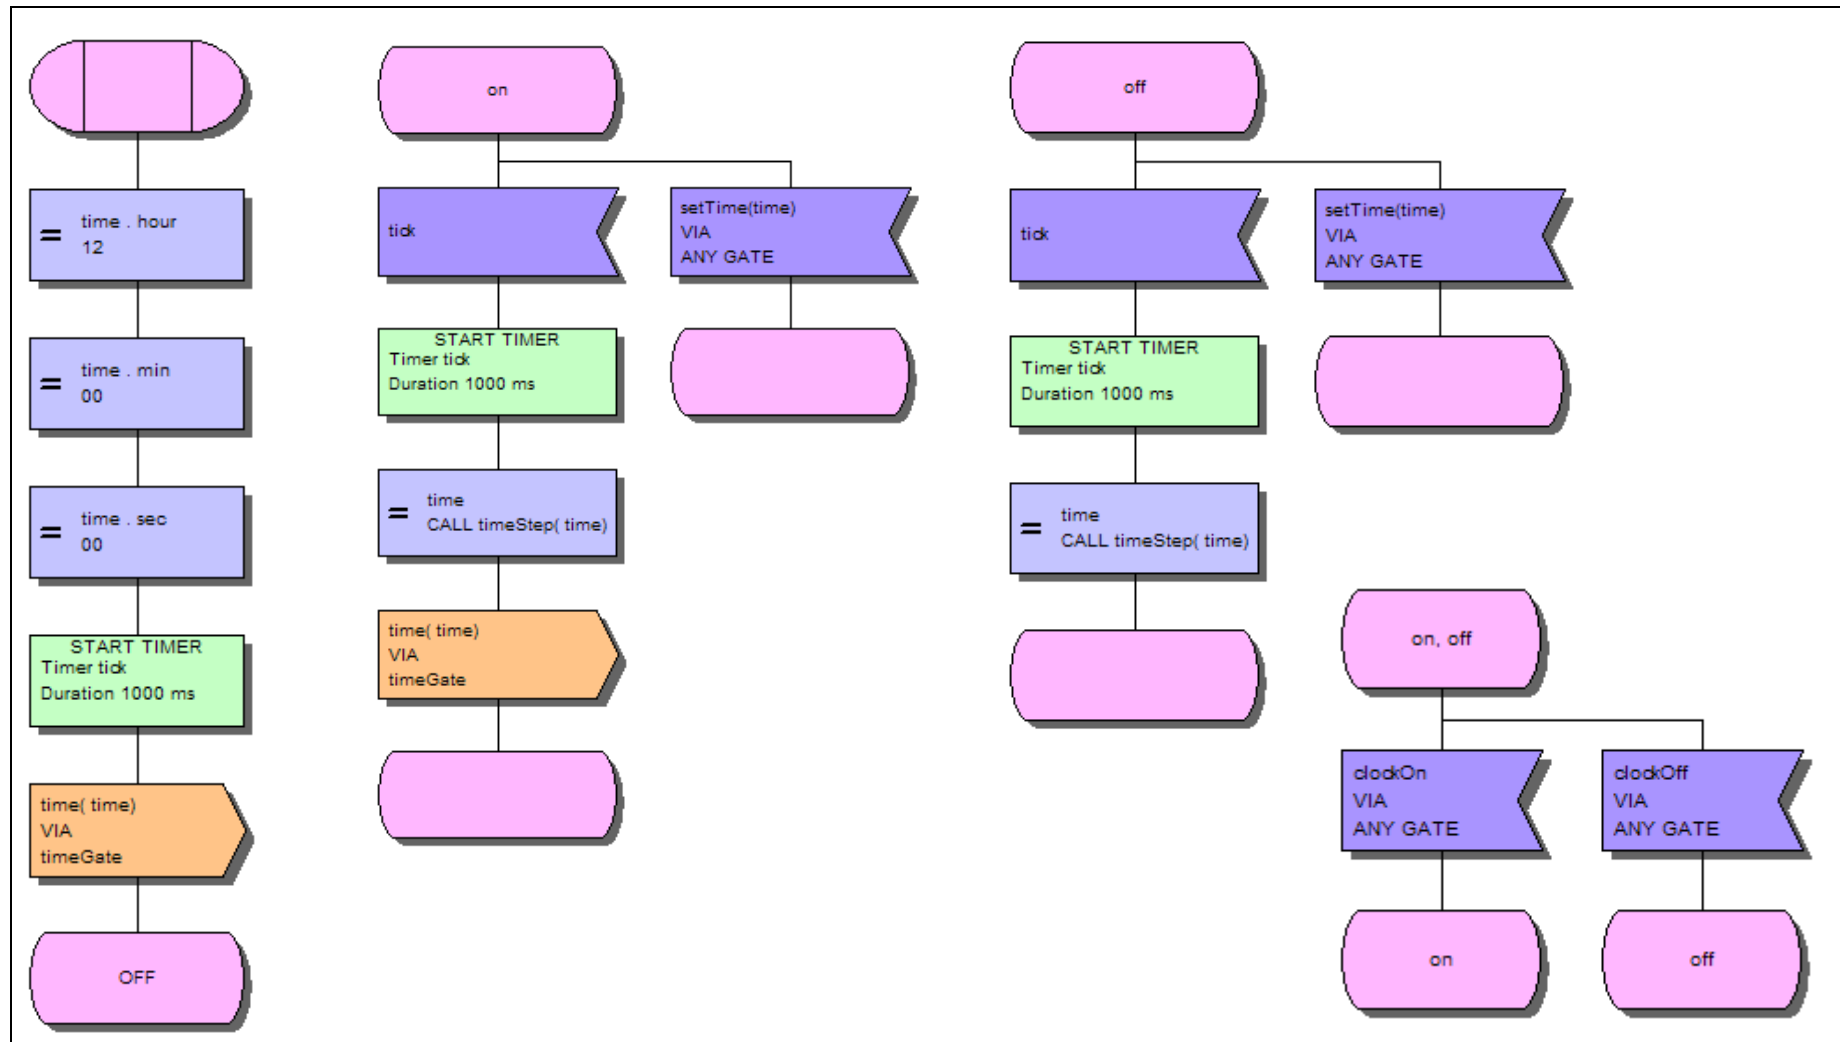 =
time . hour
12
=
time . min
00
=
time . sec
00
START TIMER
Timer tick
Duration 1000 ms
time( time)
VIA
timeGate
OFF
on
tick
START TIMER
Timer tick
Duration 1000 ms
=
time
CALL timeStep( time)
time( time)
VIA
timeGate
setTime(time)
VIA
ANY GATE
off
tick
START TIMER
Timer tick
Duration 1000 ms
=
time
CALL timeStep( time)
setTime(time)
VIA
ANY GATE
on, off
clockOn
VIA
ANY GATE
on
clockOff
VIA
ANY GATE
off